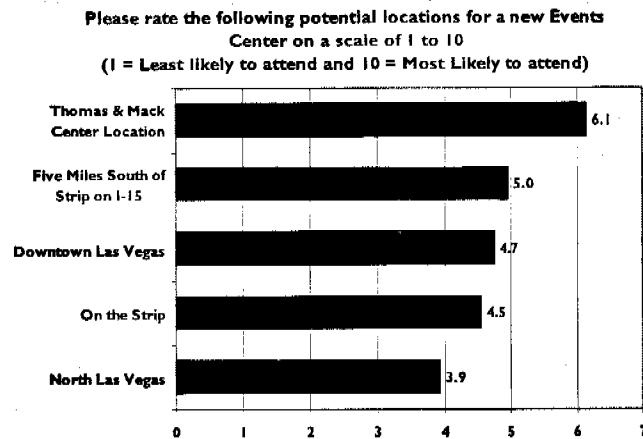 Please rate the following potential locations for a new Events
Center on a scale of 1 to 10
(1 = Least likely to attend and 10 = Most Likely to attend)
Thomas & Mack
Center Location
6.1
Five Miles South of
Strip on I-15
5.0
Downtown Las Vegas
4.7
On the Strip
4.5
North Las Vegas
3.9
0 1 2 3 4 5 6 7